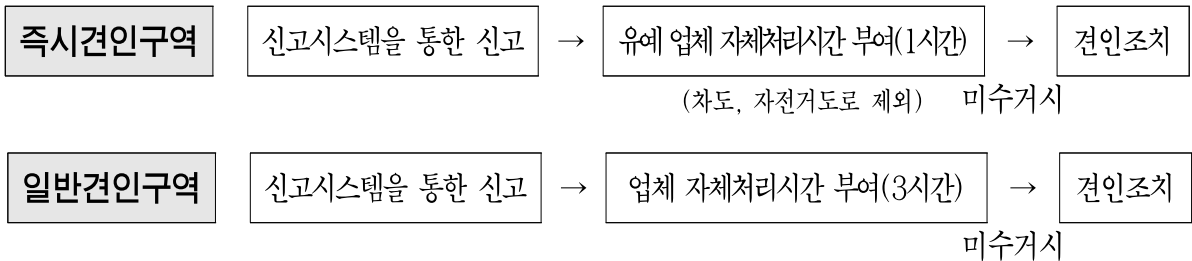 즉시견인구역 신고시스템을 통한 신고 → 유예 업체 자체처리시간 부여(1시간) → 견인조치
(차도, 자전거도로 제외) 미수거시
일반견인구역 신고시스템을 통한 신고 → 업체 자체처리시간 부여(3시간) → 견인조치
미수거시